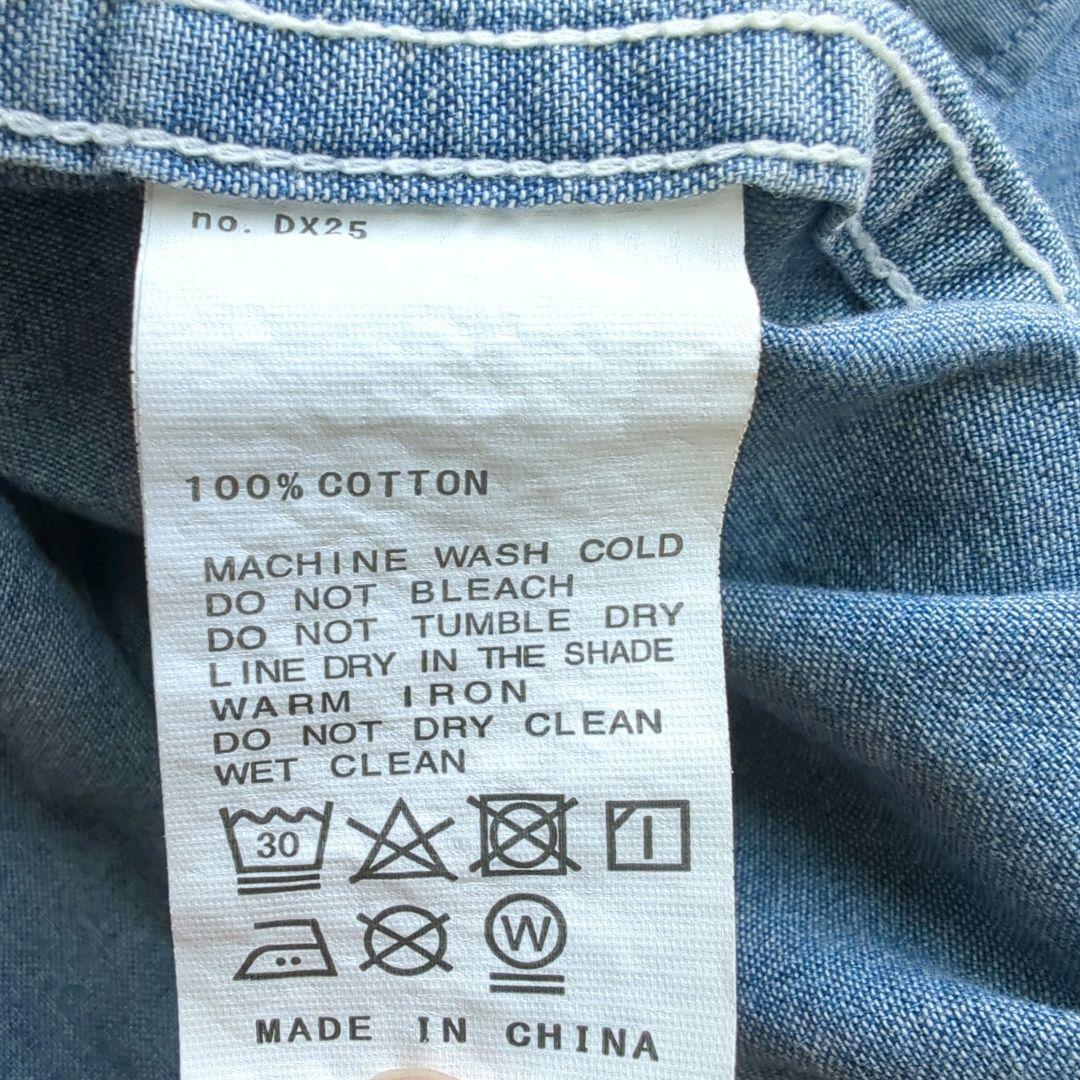 no. DX25
100% COTTON
MACHINE WASH COLD
DO NOT BLEACH
DO NOT TUMBLE DRY
LINE DRY IN THE SHADE
WARM IRON
DO NOT DRY CLEAN
WET CLEAN
30
W
MADE IN CHINA